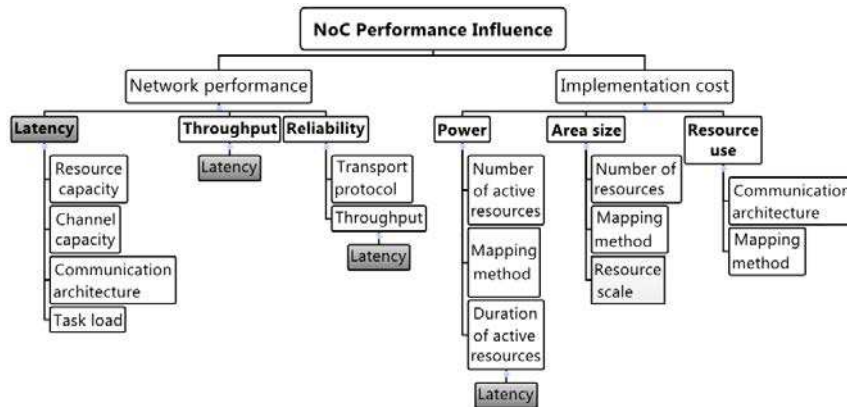 NoC Performance Influence
Network performance
Implementation cost
Latency
Throughput
Reliability
Power
Area size
Resource
use
Resource
capacity
Channel
capacity
Communication
architecture
Task load
Latency
Transport
protocol
Throughput
Latency
Number
of active
resources
Mapping
method
Duration
of active
resources
Latency
Number of
resources
Mapping
method
Resource
scale
Communication
architecture
Mapping
method